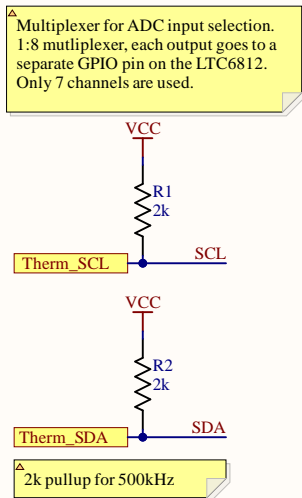 Multiplexer for ADC input selection.
1:8 mutliplexer, each output goes to a
separate GPIO pin on the LTC6812.
Only 7 channels are used.
VCC
R1
2k
SCL
Therm_SCL
VCC
R2
2k
SDA
Therm_SDA
2k pullup for 500kHz